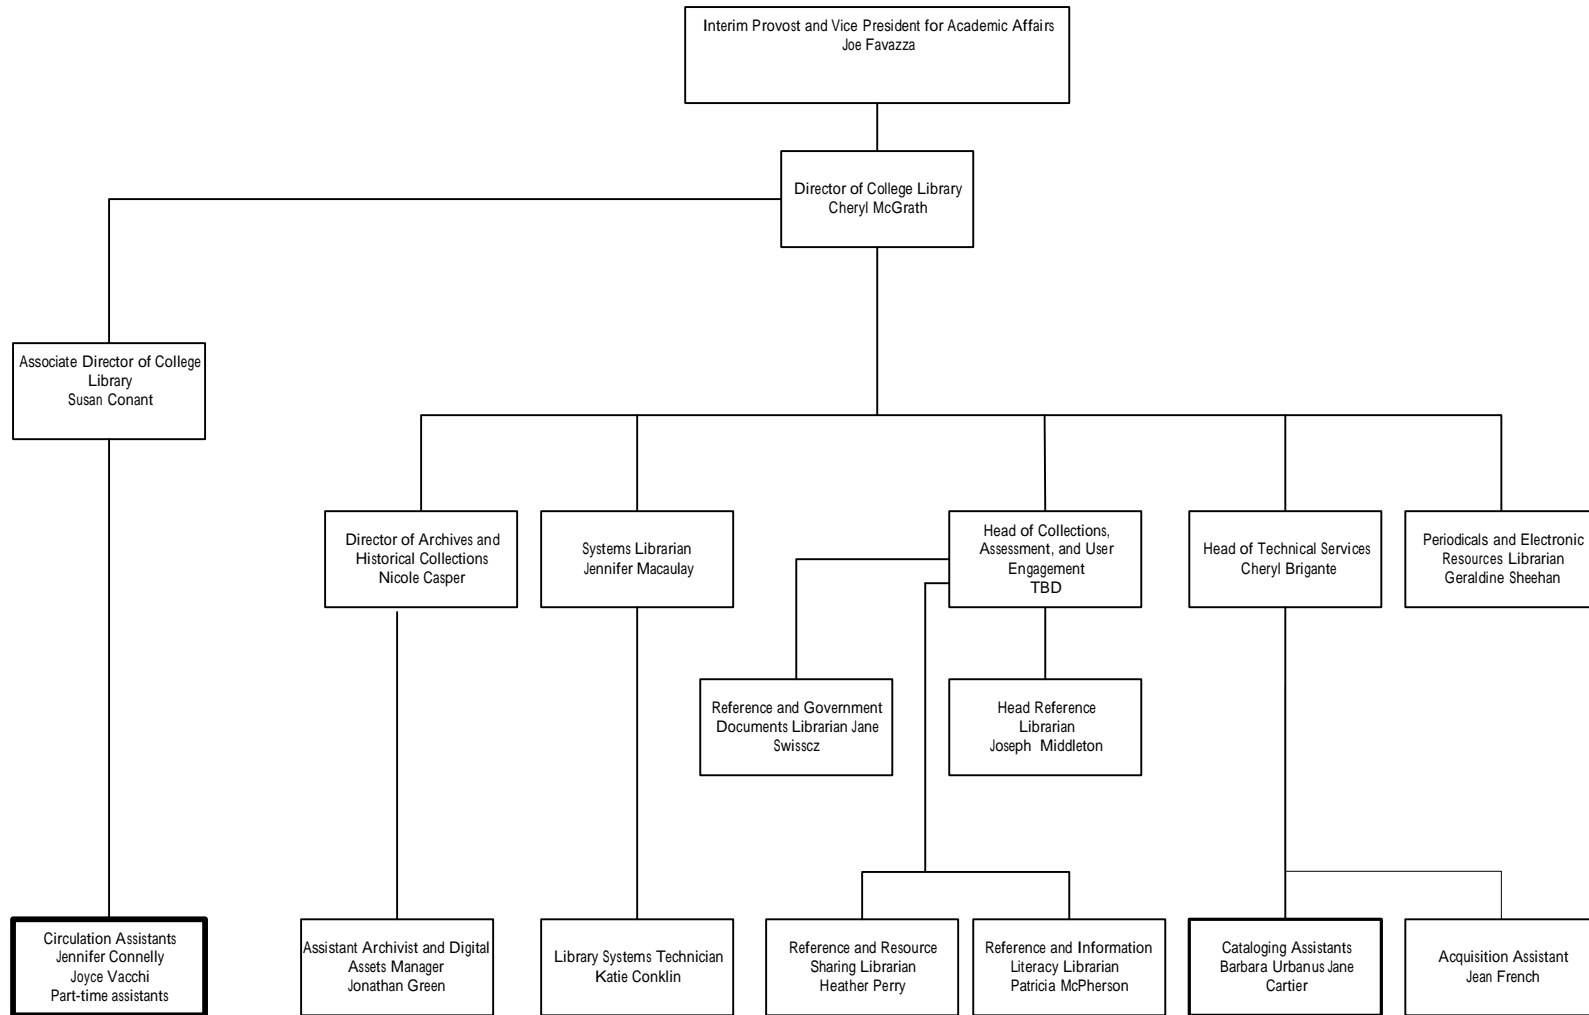 Interim Provost and Vice President for Academic Affairs
Joe Favazza
Director of College Library
Cheryl McGrath
Associate Director of College
Library
Susan Conant
Director of Archives and
Historical Collections
Nicole Casper
Systems Librarian
Jennifer Macaulay
Head of Collections,
Assessment, and User
Engagement
TBD
Head of Technical Services
Cheryl Brigante
Periodicals and Electronic
Resources Librarian
Geraldine Sheehan
Reference and Government
Documents Librarian Jane
Swisscz
Head Reference
Librarian
Joseph Middleton
Circulation Assistants
Jennifer Connelly
Joyce Vacchi
Part-time assistants
Assistant Archivist and Digital
Assets Manager
Jonathan Green
Library Systems Technician
Katie Conklin
Reference and Resource
Sharing Librarian
Heather Perry
Reference and Information
Literacy Librarian
Patricia McPherson
Cataloging Assistants
Barbara Urbanus Jane
Cartier
Acquisition Assistant
Jean French